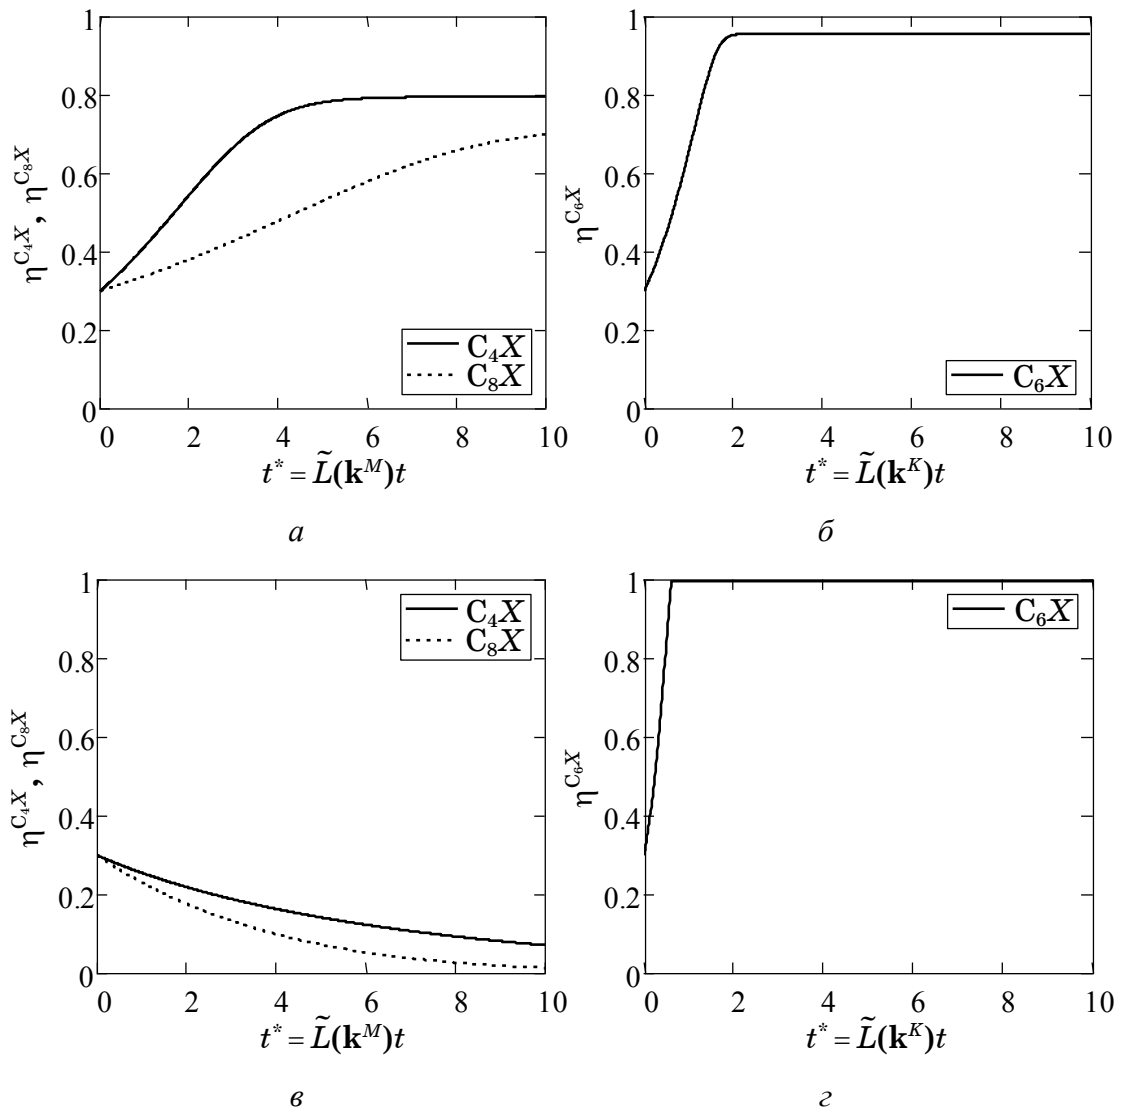 1
0.8
0.6
0.4
0.2
0
η^{C₄X}, η^{C₈X}
C₄X
C₈X
0 2 4 6 8 10
t* = L̃(k^M)t
а
1
0.8
0.6
0.4
0.2
0
η^{C₆X}
C₆X
0 2 4 6 8 10
t* = L̃(k^K)t
б
1
0.8
0.6
0.4
0.2
0
η^{C₄X}, η^{C₈X}
C₄X
C₈X
0 2 4 6 8 10
t* = L̃(k^M)t
в
1
0.8
0.6
0.4
0.2
0
η^{C₆X}
C₆X
0 2 4 6 8 10
t* = L̃(k^K)t
г